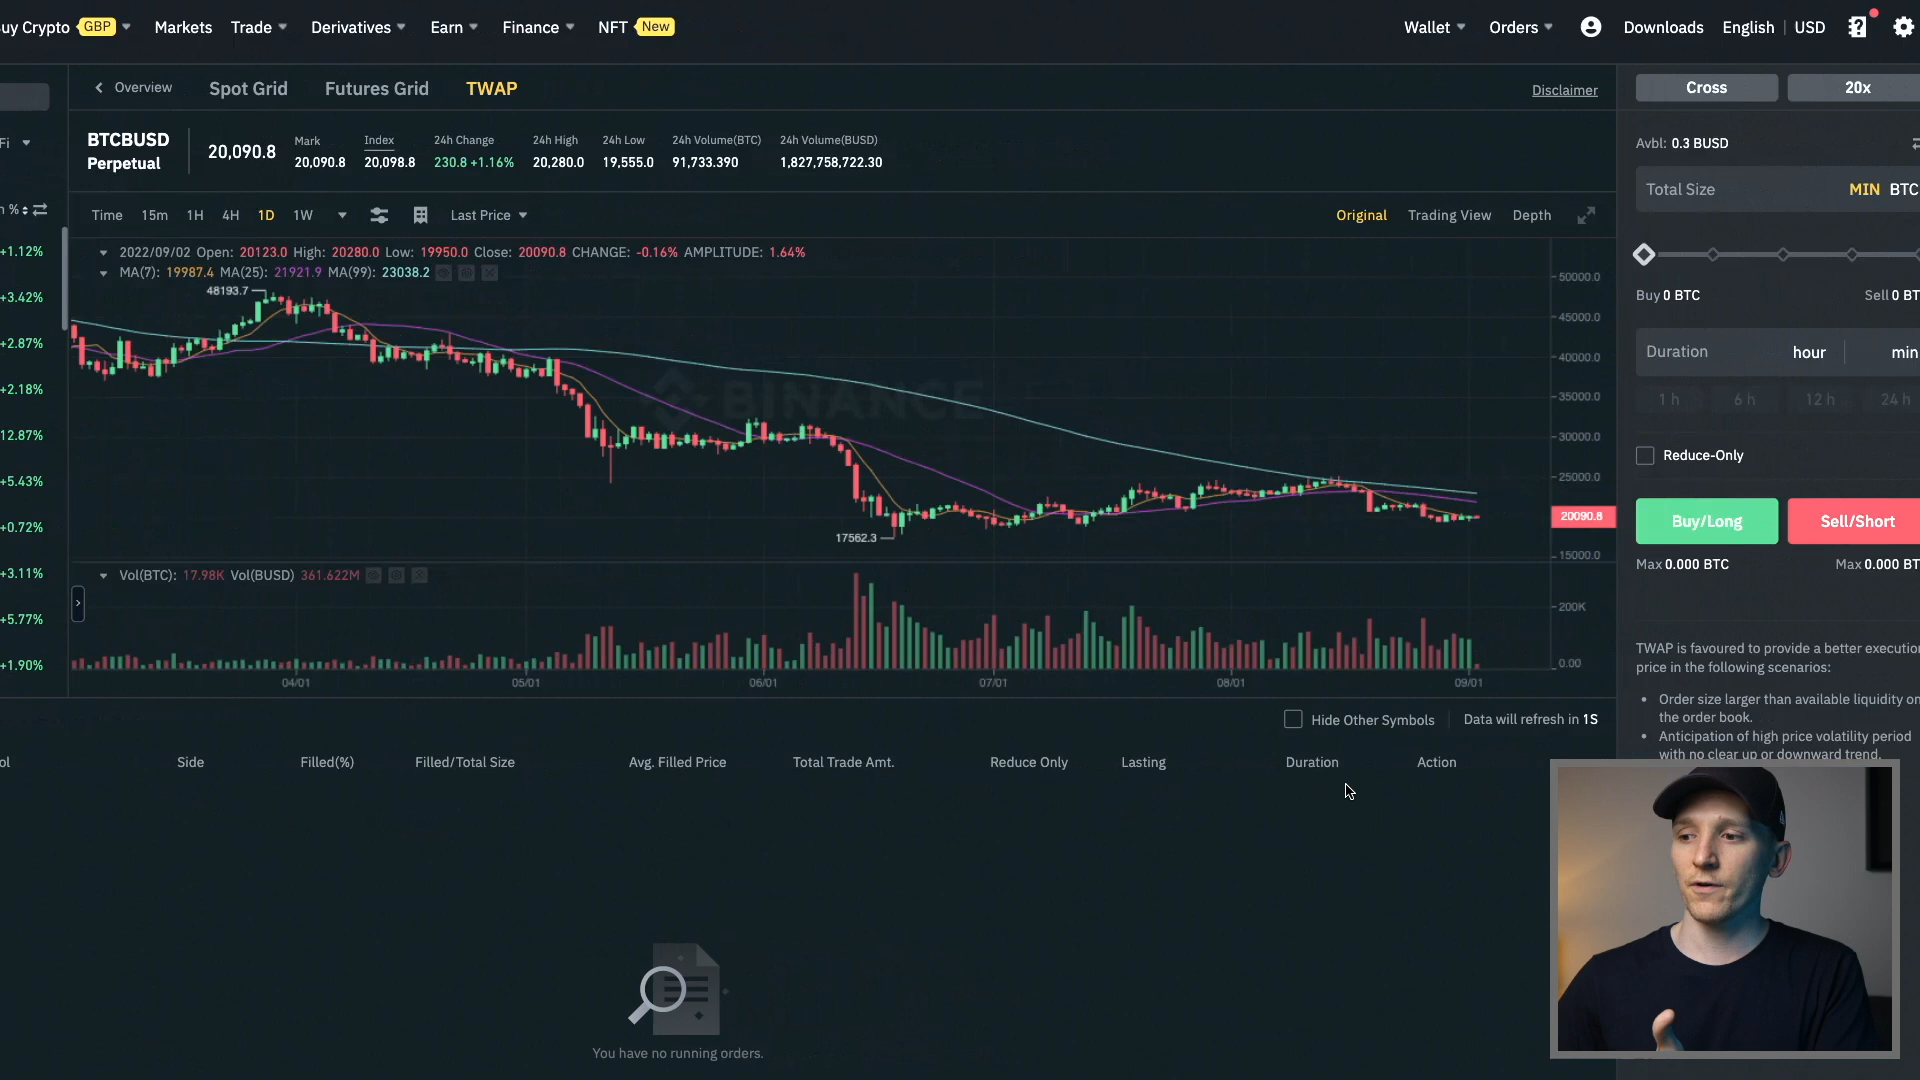 uy Crypto GBP Markets Trade Derivatives Earn Finance NFT New Wallet Orders Downloads English | USD
Overview Spot Grid Futures Grid TWAP Disclaimer Cross 20x
Fi
BTCBUSD Perpetual
20,090.8
Mark 20,090.8
Index 20,098.8
24h Change 230.8 +1.16%
24h High 20,280.0
24h Low 19,555.0
24h Volume(BTC) 91,733.390
24h Volume(BUSD) 1,827,758,722.30
Avbl: 0.3 BUSD
Total Size MIN BTC
Time 15m 1H 4H 1D 1W Last Price Original Trading View Depth
%
+1.12%
+3.42%
+2.87%
+2.18%
12.87%
+5.43%
+0.72%
+3.11%
+5.77%
+1.90%
2022/09/02 Open: 20123.0 High: 20280.0 Low: 19950.0 Close: 20090.8 CHANGE: -0.16% AMPLITUDE: 1.64%
MA(7): 19987.4 MA(25): 21921.9 MA(99): 23038.2
48193.7
BINANCE
17562.3
50000.0
45000.0
40000.0
35000.0
30000.0
25000.0
20090.8
15000.0
Vol(BTC): 17.98K Vol(BUSD) 361.622M
200K
0.00
04/01 05/01 06/01 07/01 08/01 09/01
Buy 0 BTC Sell 0 BT
Duration hour min
1 h 6 h 12 h 24 h
Reduce-Only
Buy/Long Sell/Short
Max 0.000 BTC Max 0.000 BT
TWAP is favoured to provide a better execution
price in the following scenarios:
• Order size larger than available liquidity on
the order book.
• Anticipation of high price volatility period
with no clear up or downward trend.
Hide Other Symbols Data will refresh in 1S
ol Side Filled(%) Filled/Total Size Avg. Filled Price Total Trade Amt. Reduce Only Lasting Duration Action
You have no running orders.